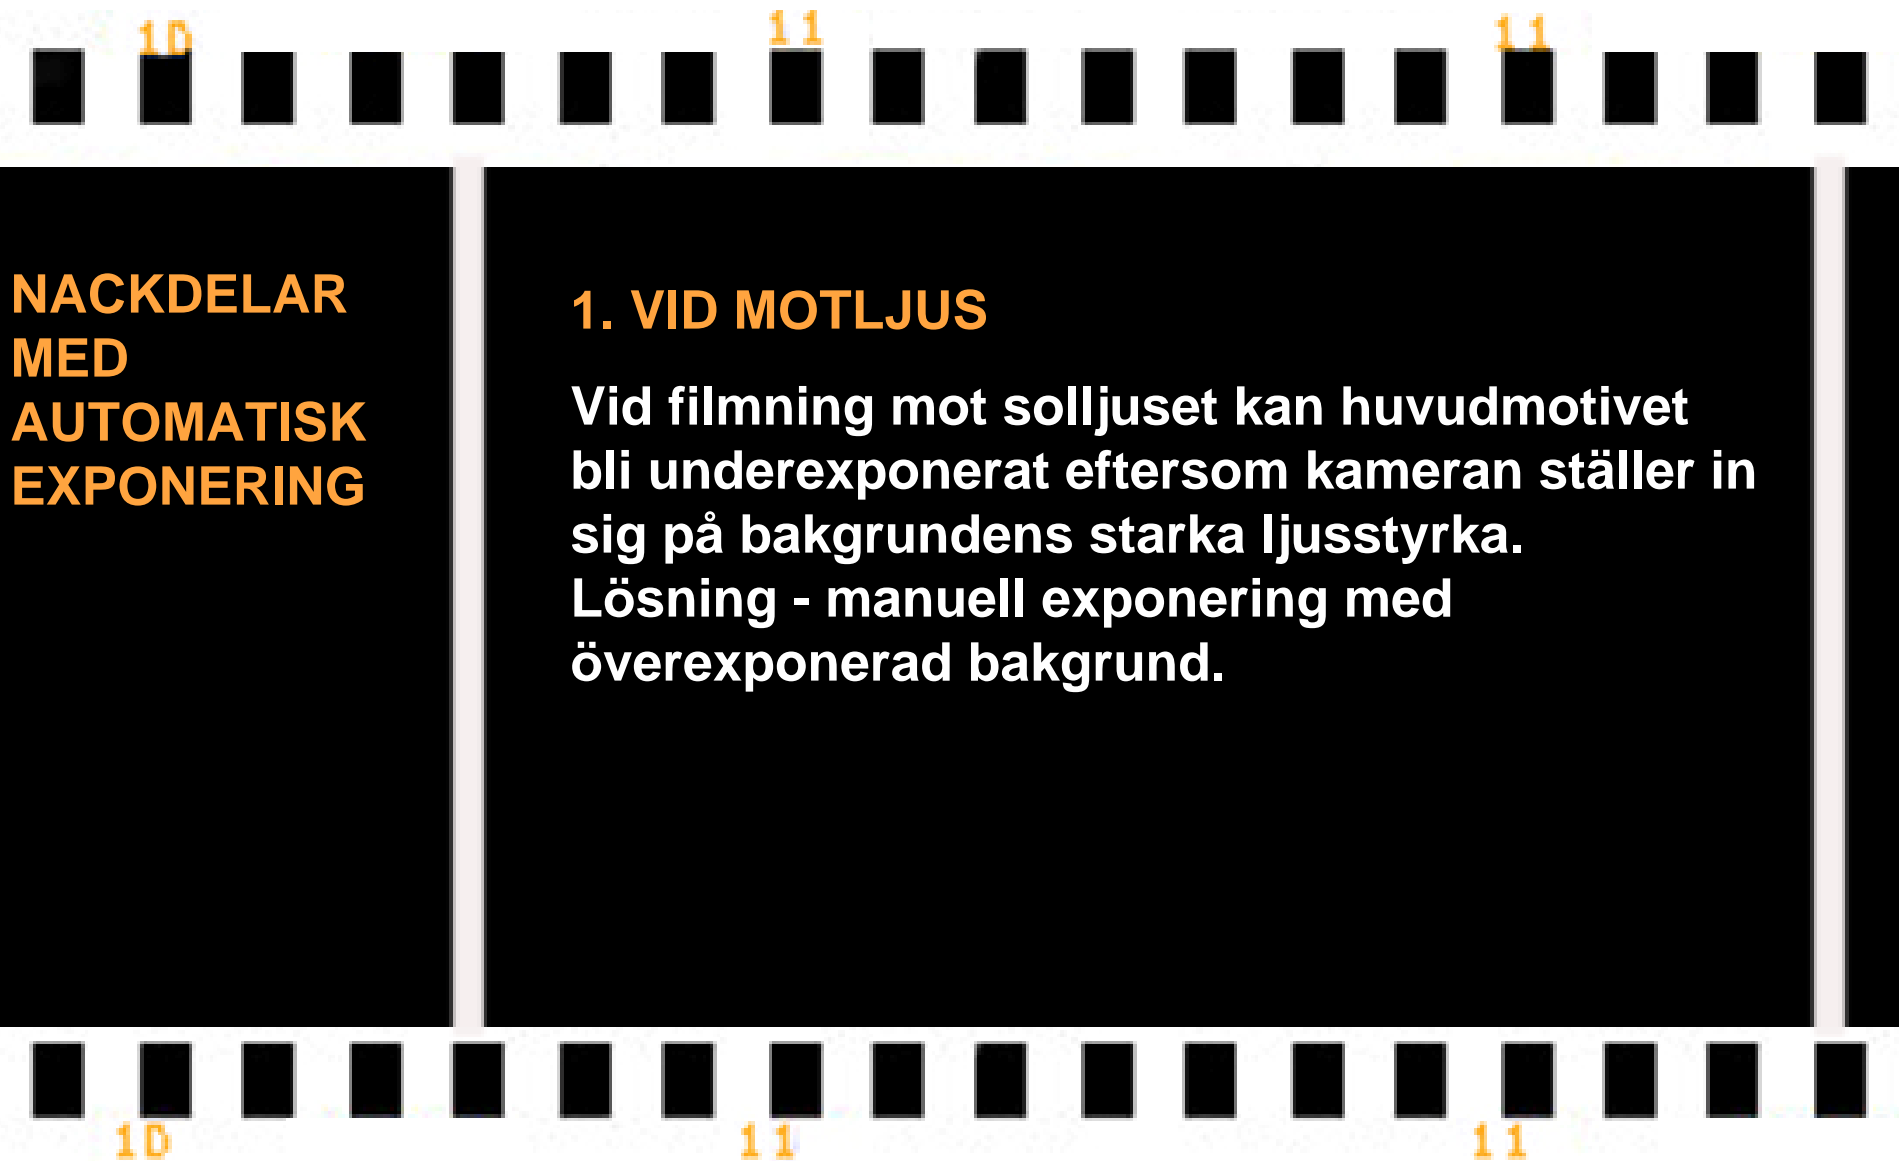 10 11 11
NACKDELAR
MED
AUTOMATISK
EXPONERING
1. VID MOTLJUS
Vid filmning mot solljuset kan huvudmotivet
bli underexponerat eftersom kameran ställer in
sig på bakgrundens starka ljusstyrka.
Lösning - manuell exponering med
överexponerad bakgrund.
10 11 11